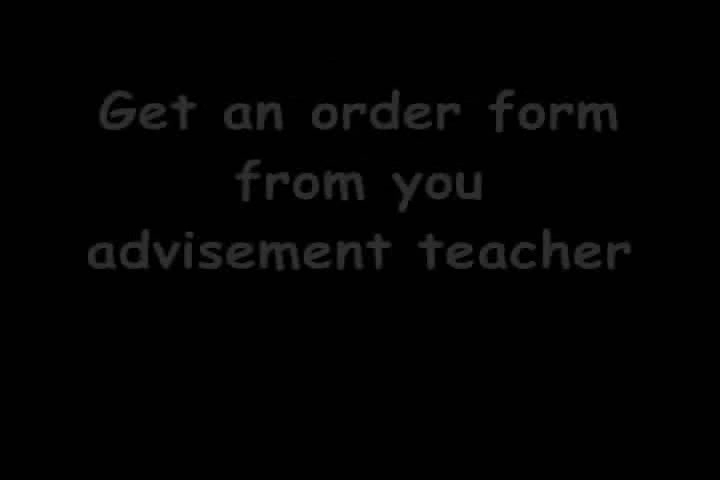 Get an order form
from you
advisement teacher